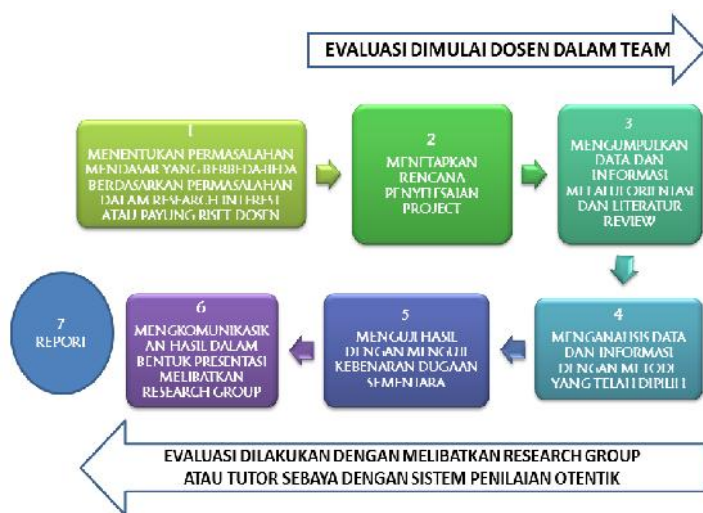 EVALUASI DIMULAI DOSEN DALAM TEAM
1
MENENTUKAN PERMASALAHAN
MENDASAR YANG BERBEDA-BEDA
BERDASARKAN PERMASALAHAN
DALAM RESEARCH INTEREST
ATAU PAYUNG RISET DOSEN
2
MENETAPKAN
RENCANA
PENYELESAIAN
PROJECT
3
MENGUMPULKAN
DATA DAN
INFORMASI
MELALUI ORIENTASI
DAN LITERATUR
REVIEW
4
MENGANALISIS DATA
DAN INFORMASI
DENGAN METODE
YANG TELAH DIPILIH
5
MENGUJI HASIL
DENGAN MENGUJI
KEBENARAN DUGAAN
SEMENTARA
6
MENGKOMUNIKASIK
AN HASIL DALAM
BENTUK PRESENTASI
MELIBATKAN
RESEARCH GROUP
7
REPORT
EVALUASI DILAKUKAN DENGAN MELIBATKAN RESEARCH GROUP
ATAU TUTOR SEBAYA DENGAN SISTEM PENILAIAN OTENTIK